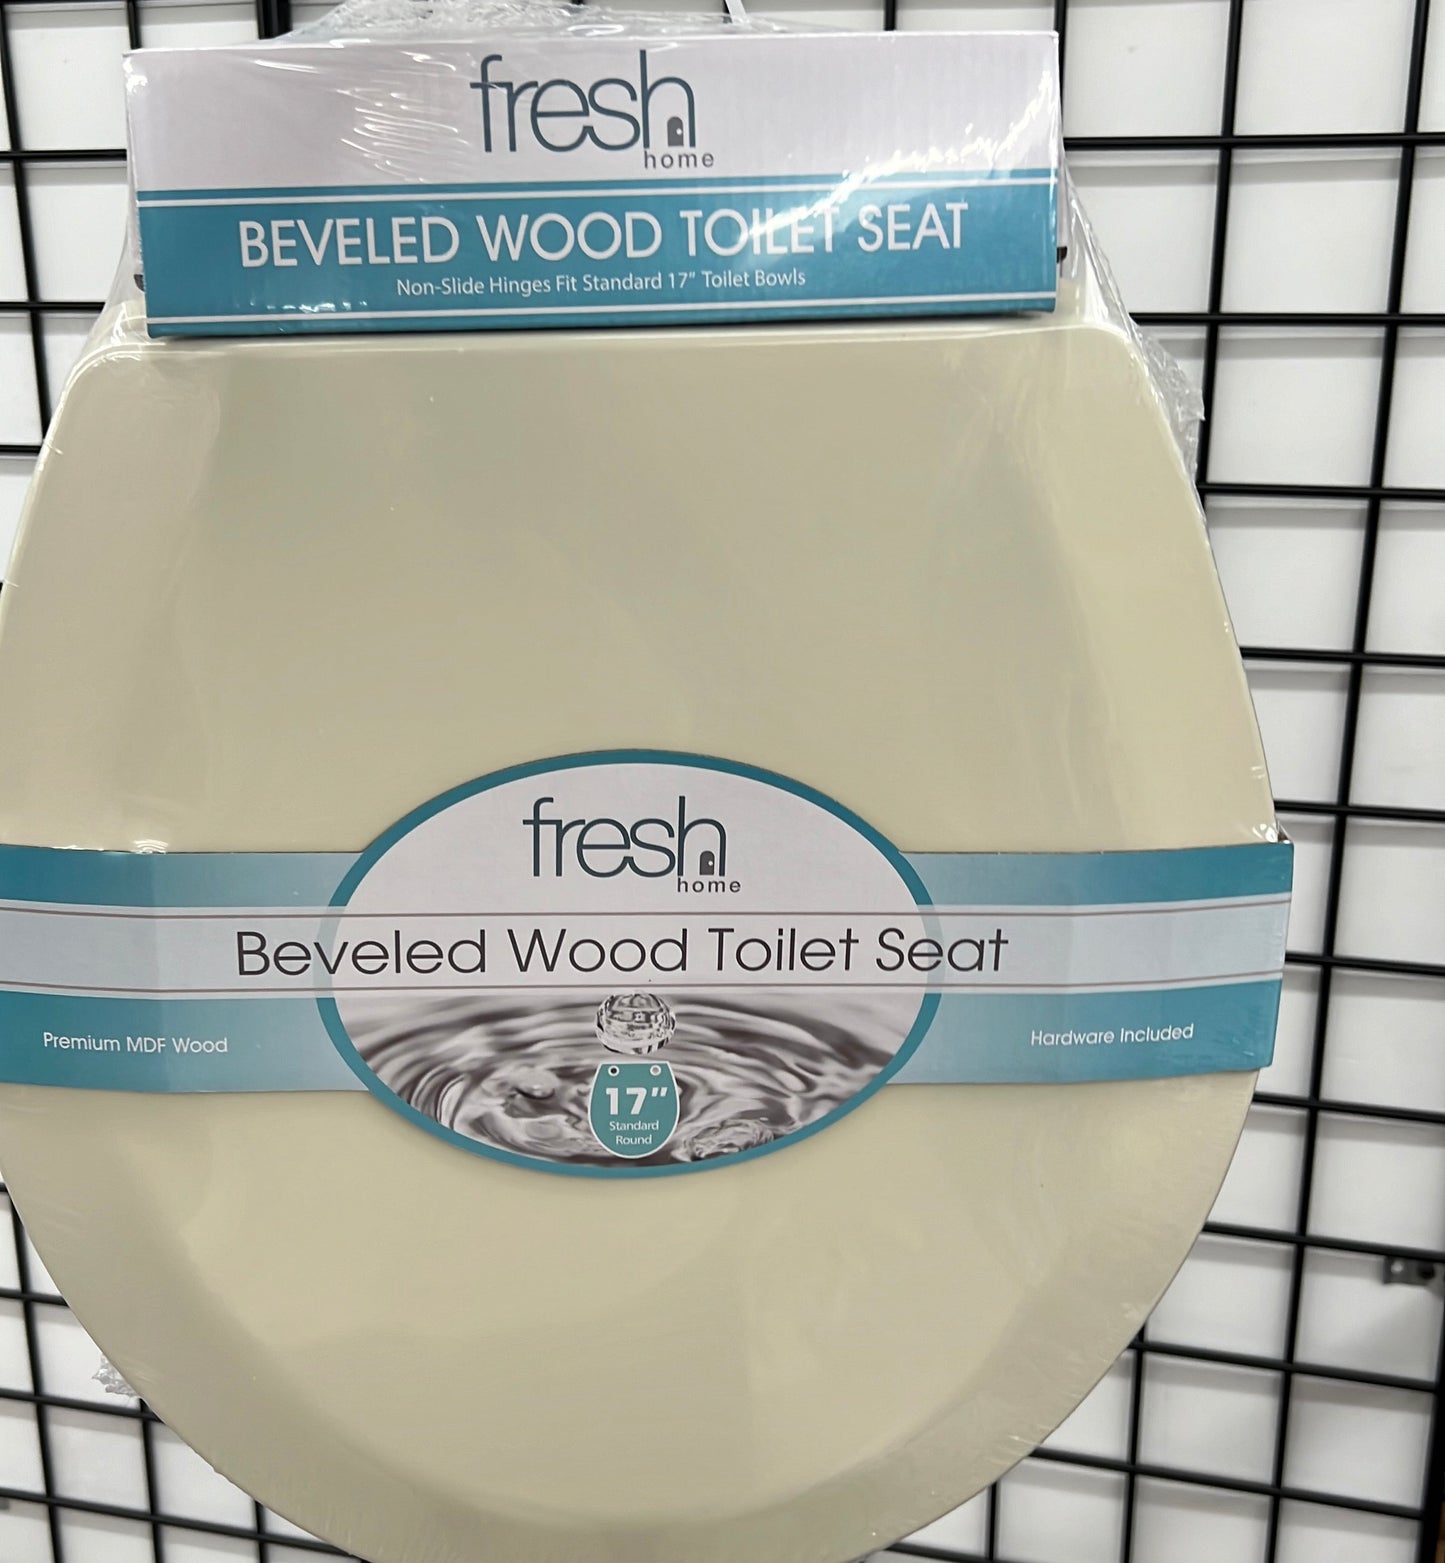 fresh
home
BEVELED WOOD TOILET SEAT
Non-Slide Hinges Fit Standard 17" Toilet Bowls
fresh
home
Beveled Wood Toilet Seat
Premium MDF Wood
Hardware Included
17"
Standard
Round